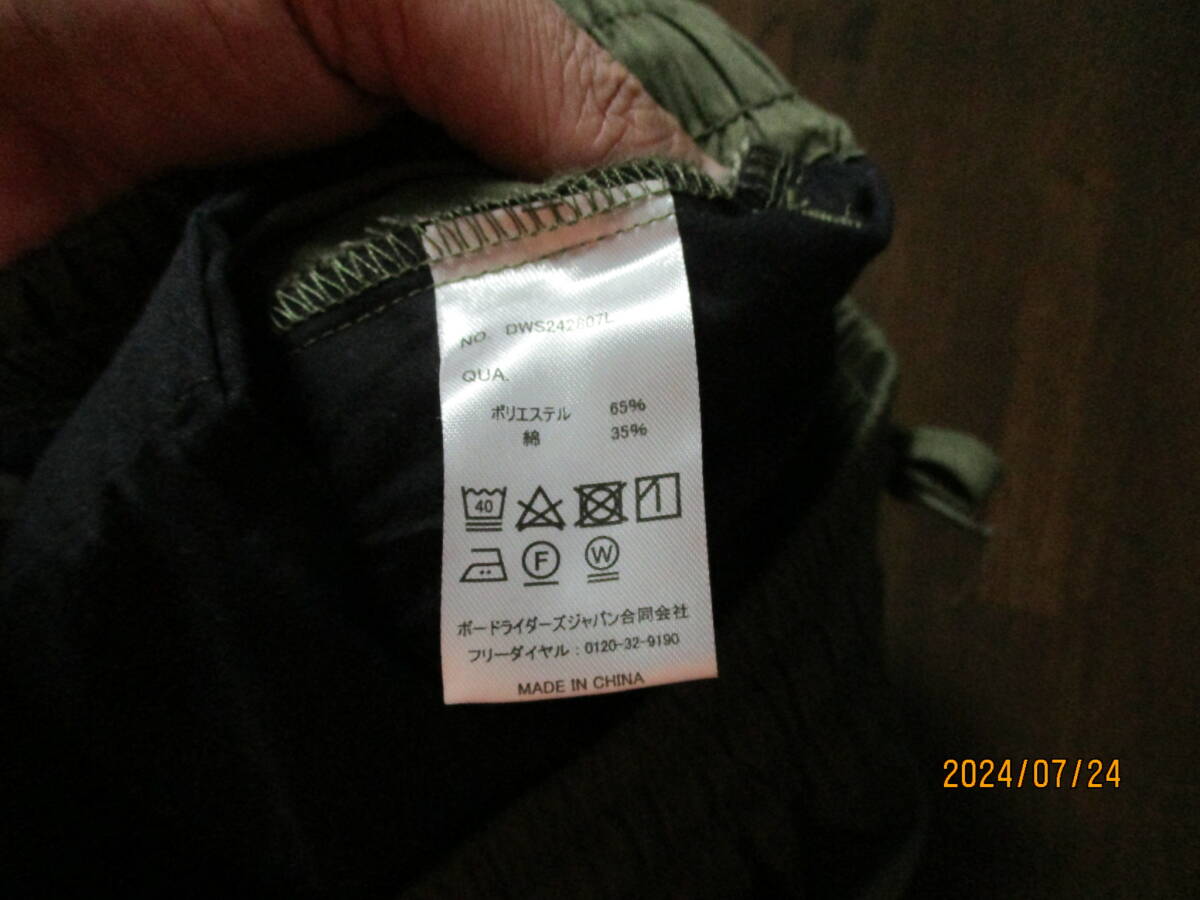 NO DWS242607L
QUA.
ポリエステル 65%
綿 35%
40
F W
ボードライダーズジャパン合同会社
フリーダイヤル：0120-32-9190
MADE IN CHINA
2024/07/24